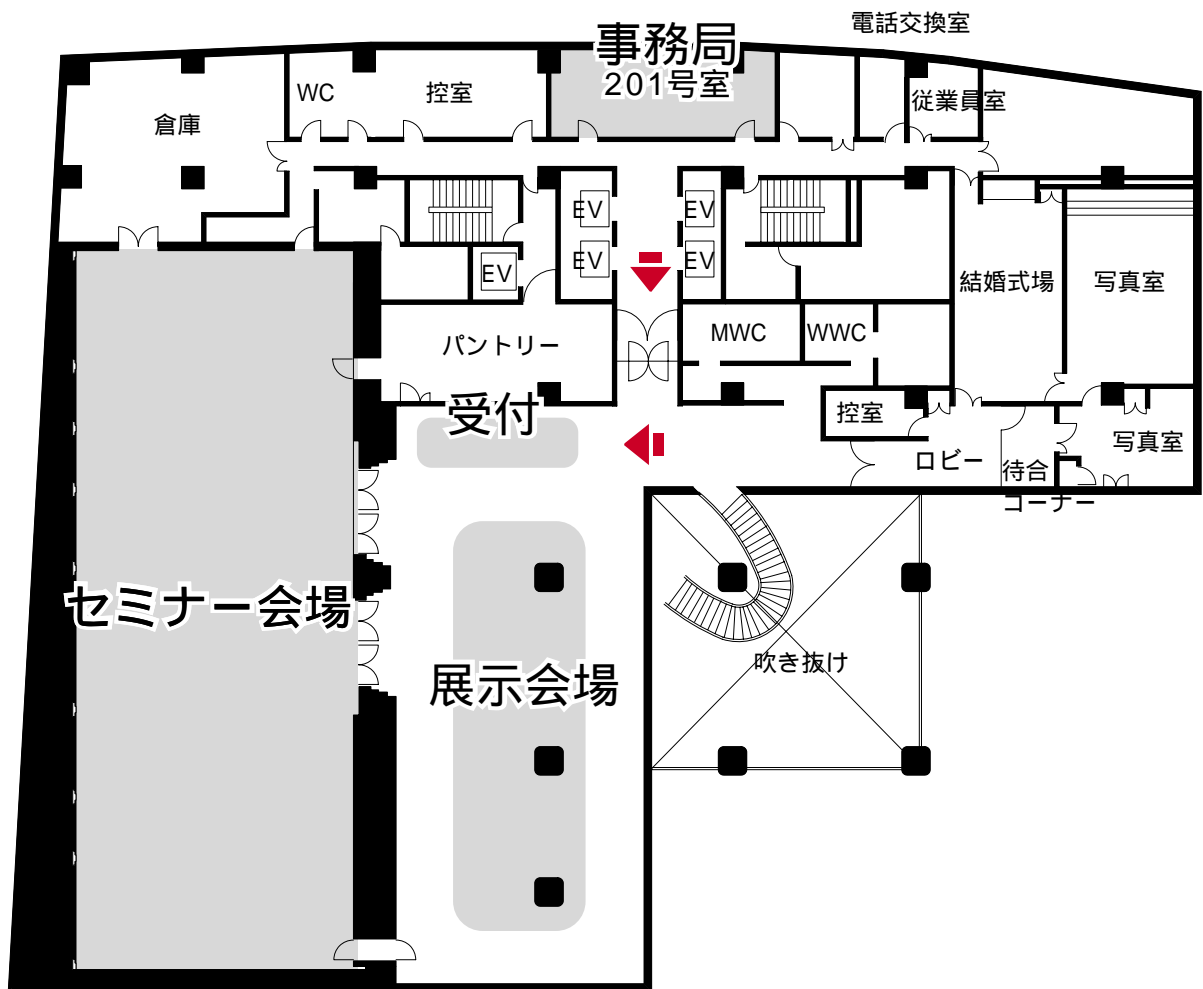 電話交換室
事務局
201号室
WC
控室
従業員室
倉庫
EV
EV
EV
EV
EV
結婚式場
写真室
パントリー
MWC
WWC
受付
控室
ロビー
写真室
待合
コーナー
セミナー会場
展示会場
吹き抜け